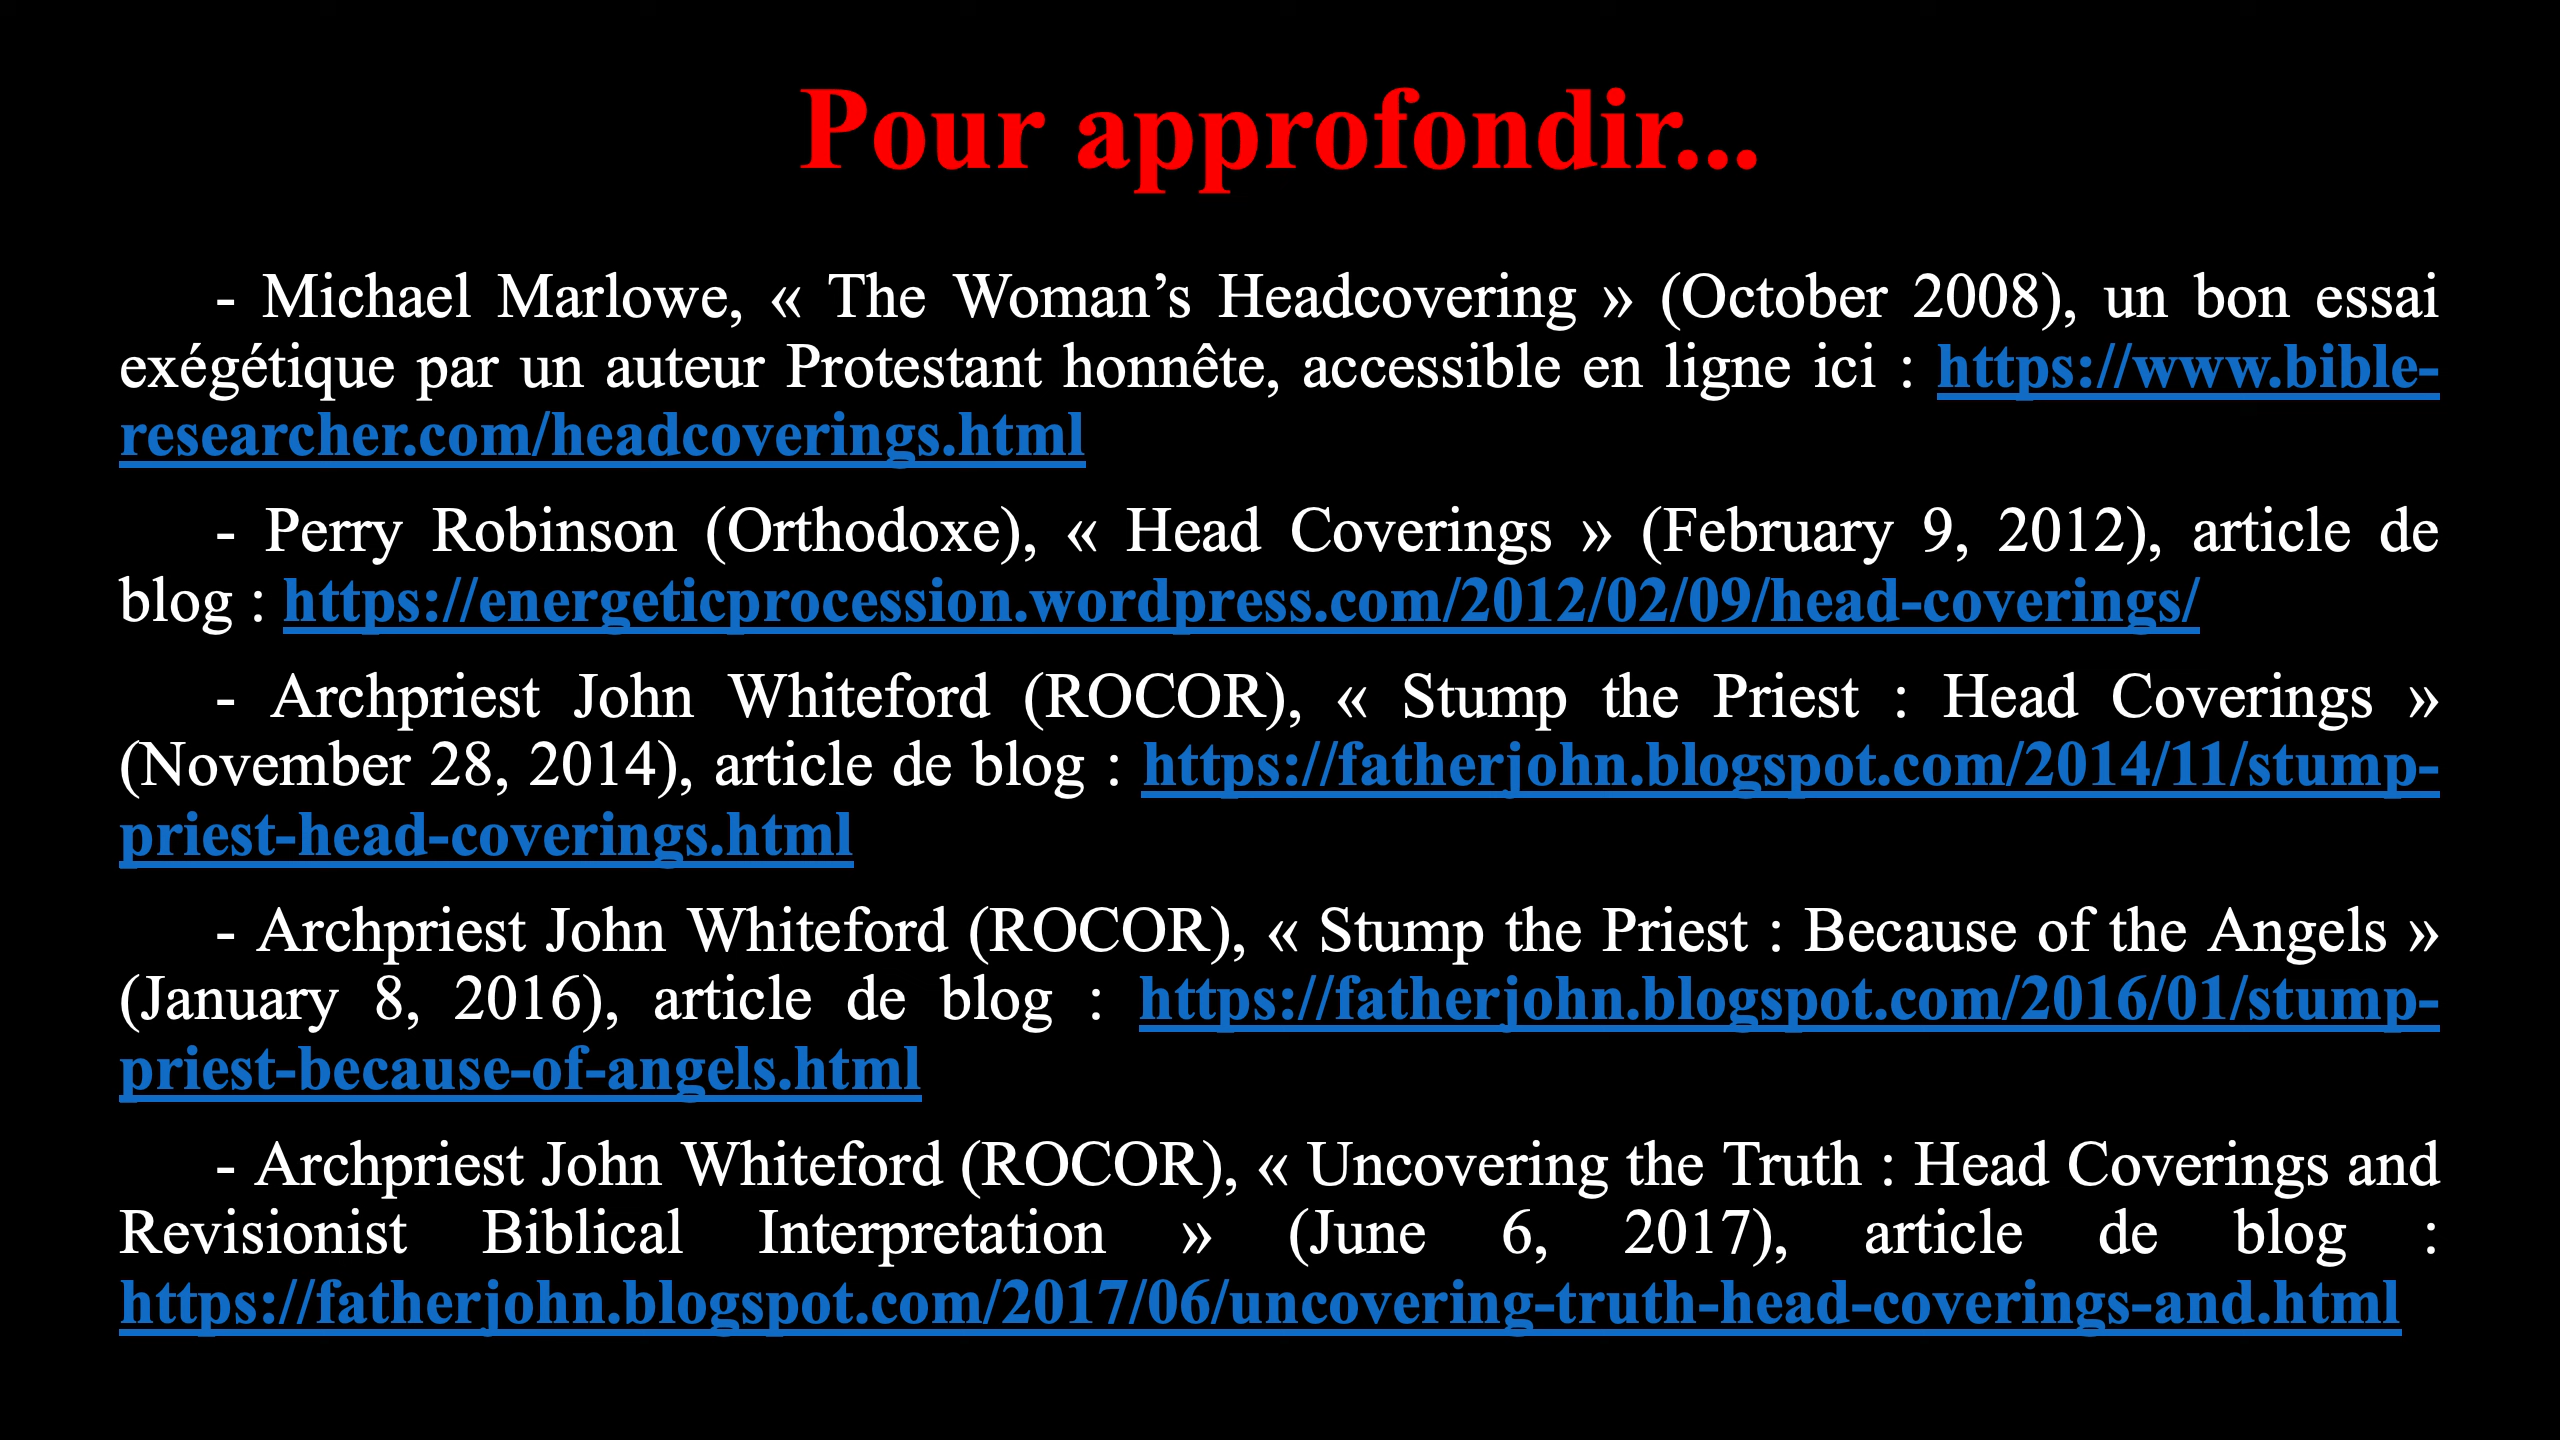 Pour approfondir...
- Michael Marlowe, « The Woman’s Headcovering » (October 2008), un bon essai
exégétique par un auteur Protestant honnête, accessible en ligne ici : https://www.bible-
researcher.com/headcoverings.html
- Perry Robinson (Orthodoxe), « Head Coverings » (February 9, 2012), article de
blog : https://energeticprocession.wordpress.com/2012/02/09/head-coverings/
- Archpriest John Whiteford (ROCOR), « Stump the Priest : Head Coverings »
(November 28, 2014), article de blog : https://fatherjohn.blogspot.com/2014/11/stump-
priest-head-coverings.html
- Archpriest John Whiteford (ROCOR), « Stump the Priest : Because of the Angels »
(January 8, 2016), article de blog : https://fatherjohn.blogspot.com/2016/01/stump-
priest-because-of-angels.html
- Archpriest John Whiteford (ROCOR), « Uncovering the Truth : Head Coverings and
Revisionist Biblical Interpretation » (June 6, 2017), article de blog :
https://fatherjohn.blogspot.com/2017/06/uncovering-truth-head-coverings-and.html